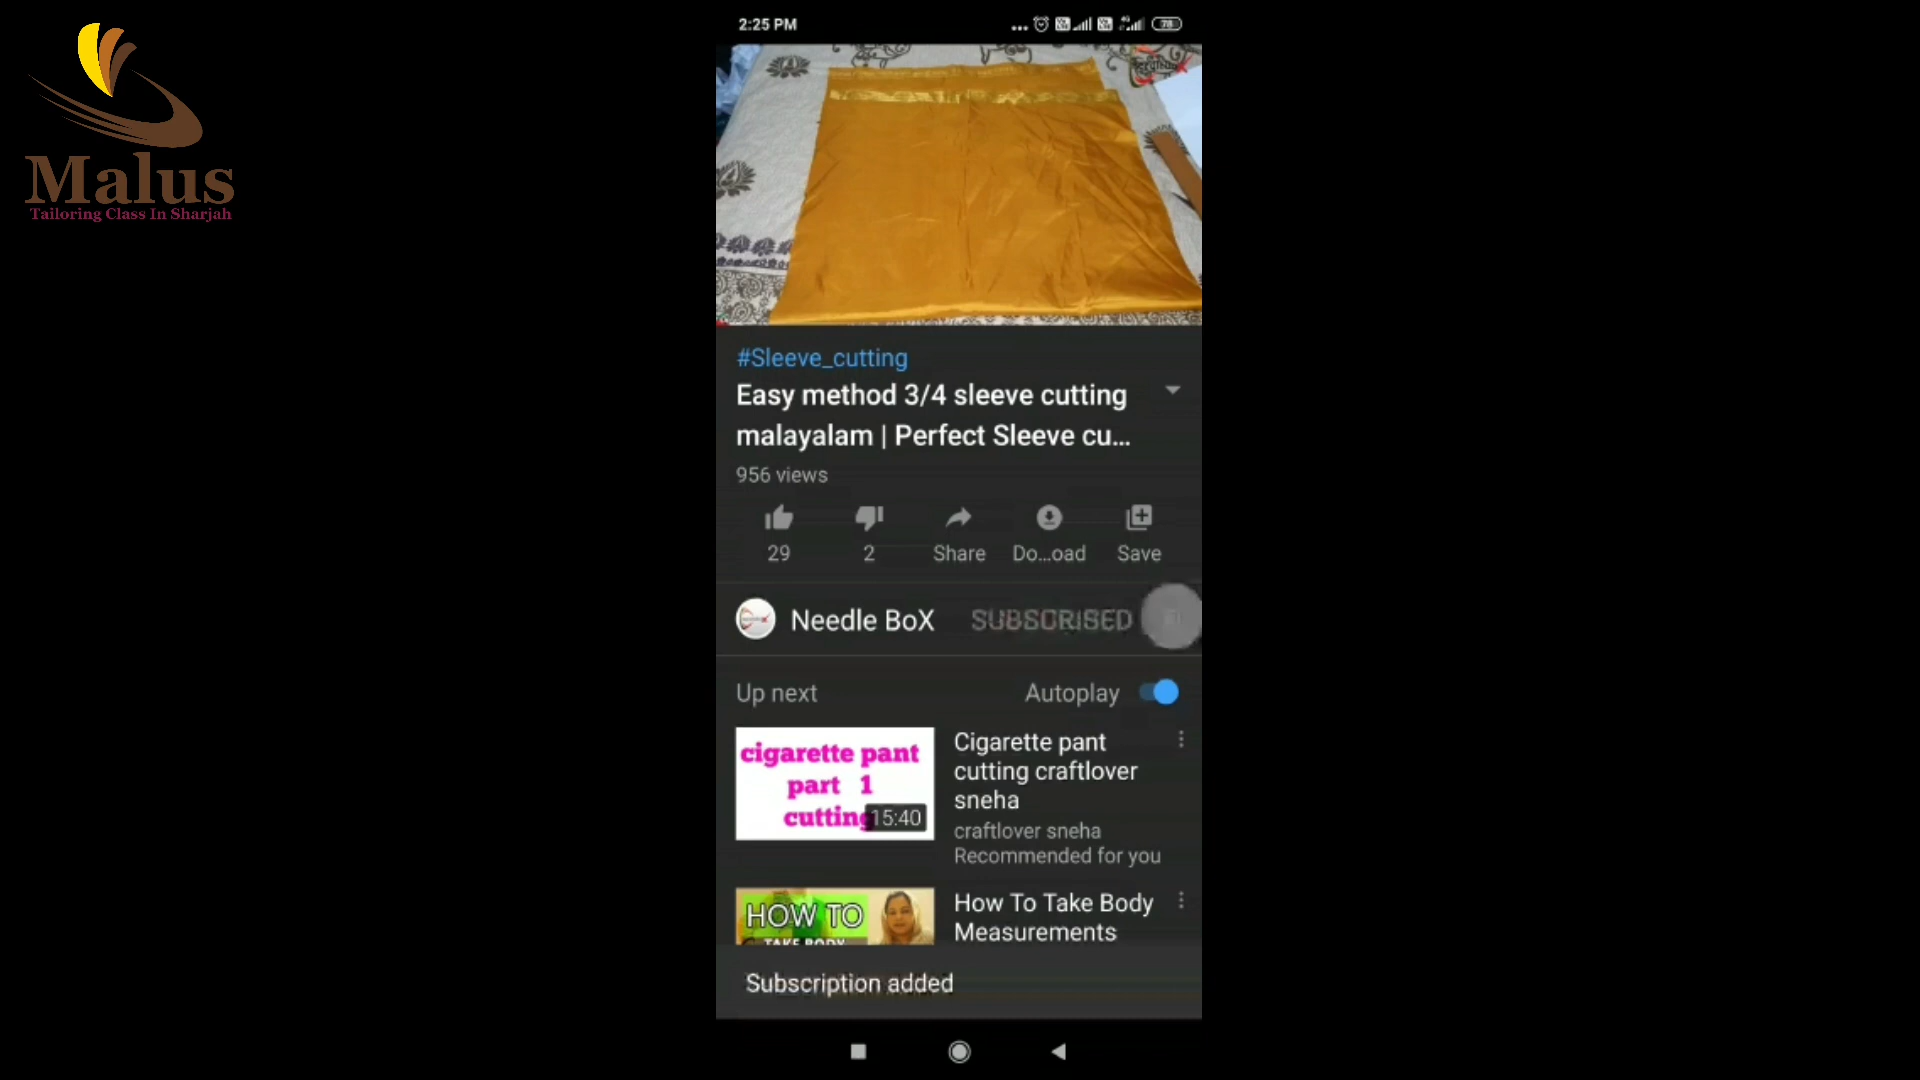 Malus
Tailoring Class In Sharjah
2:25 PM
78
#Sleeve_cutting
Easy method 3/4 sleeve cutting
malayalam | Perfect Sleeve cu...
956 views
29
2
Share
Do...oad
Save
Needle BoX
SUBSCRIBED
Up next
Autoplay
cigarette pant
part 1
cutting
15:40
Cigarette pant
cutting craftlover
sneha
craftlover sneha
Recommended for you
HOW TO
TAKE BODY
How To Take Body
Measurements
Subscription added